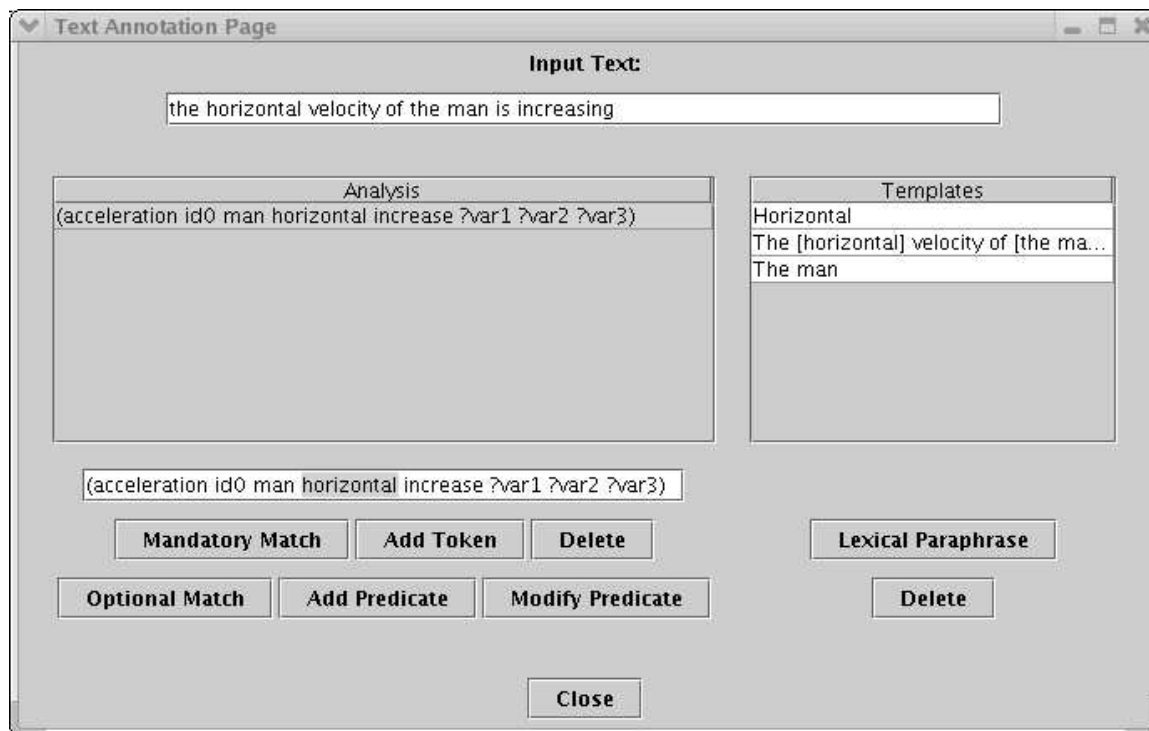 Text Annotation Page
Input Text:
the horizontal velocity of the man is increasing
Analysis
(acceleration id0 man horizontal increase ?var1 ?var2 ?var3)
Templates
Horizontal
The [horizontal] velocity of [the ma...
The man
(acceleration id0 man horizontal increase ?var1 ?var2 ?var3)
Mandatory Match Add Token Delete Lexical Paraphrase
Optional Match Add Predicate Modify Predicate Delete
Close